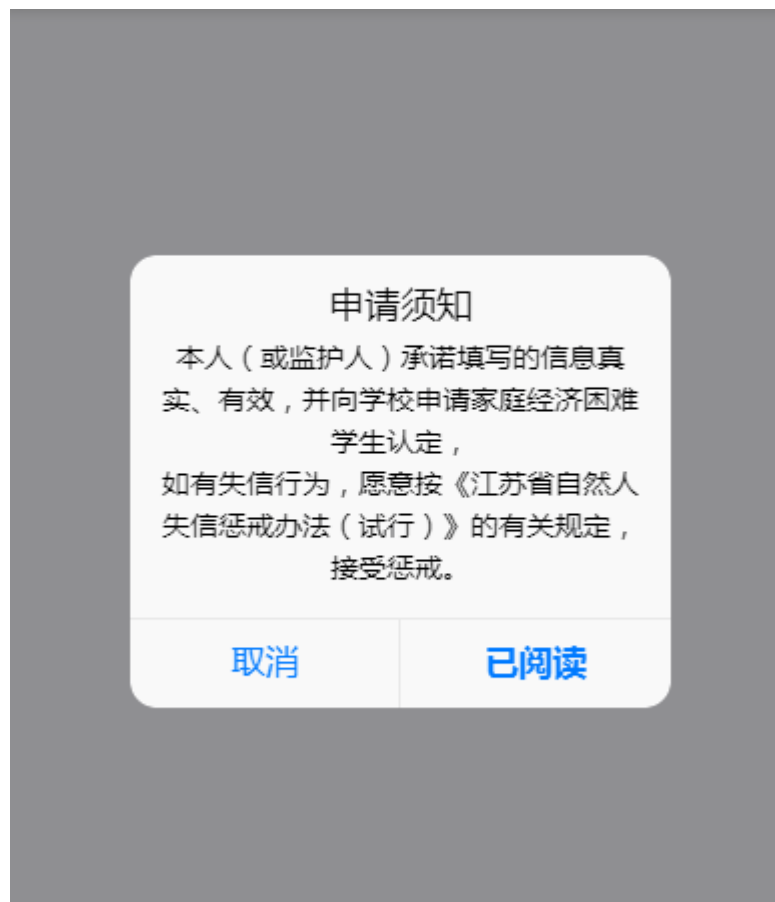 申请须知
本人（或监护人）承诺填写的信息真
实、有效，并向学校申请家庭经济困难
学生认定，
如有失信行为，愿意按《江苏省自然人
失信惩戒办法（试行）》的有关规定，
接受惩戒。
取消
已阅读